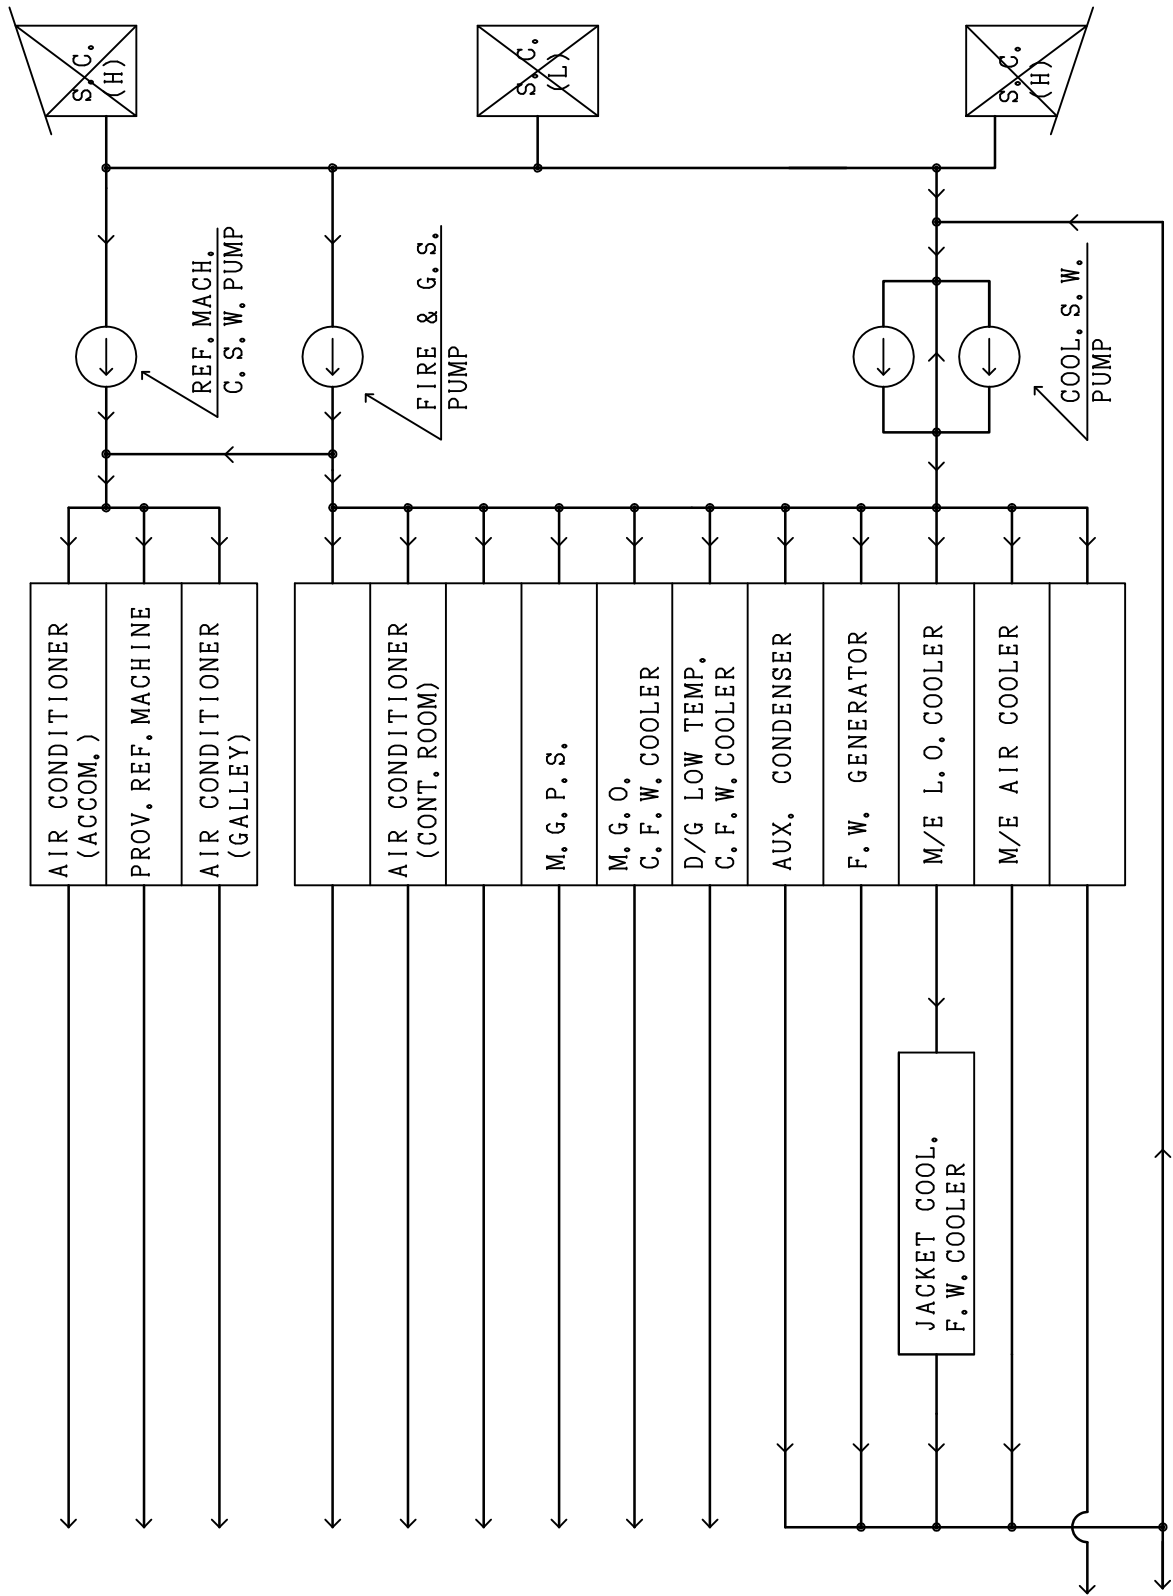 S.C.
(H)
S.C.
(L)
S.C.
(H)
REF.MACH.
C.S.W.PUMP
FIRE & G.S.
PUMP
COOL.S.W.
PUMP
AIR CONDITIONER
(ACCOM.)
PROV.REF.MACHINE
AIR CONDITIONER
(GALLEY)
AIR CONDITIONER
(CONT.ROOM)
M.G.P.S.
M.G.O.
C.F.W.COOLER
D/G LOW TEMP.
C.F.W.COOLER
AUX. CONDENSER
F.W. GENERATOR
M/E L.O.COOLER
M/E AIR COOLER
JACKET COOL.
F.W.COOLER